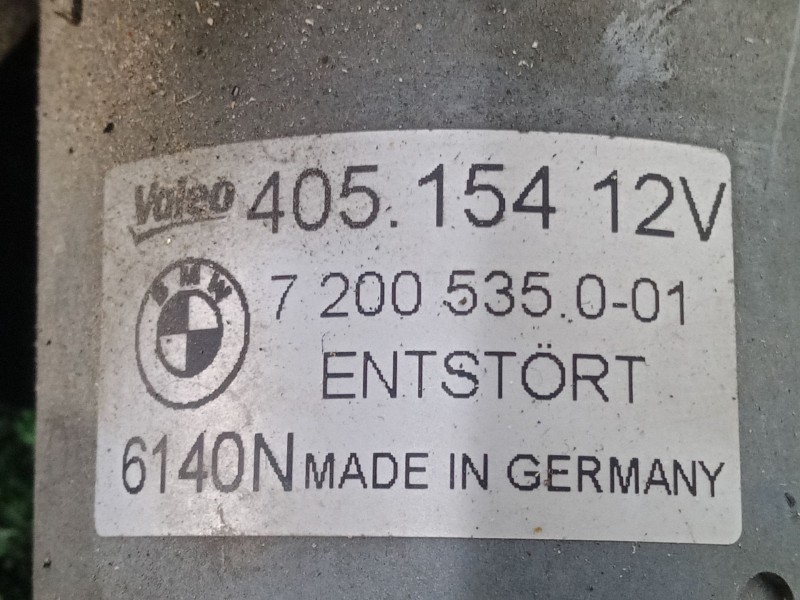 Valeo 405.154 12V
BMW 7 200 535.0-01
ENTSTÖRT
6140N MADE IN GERMANY